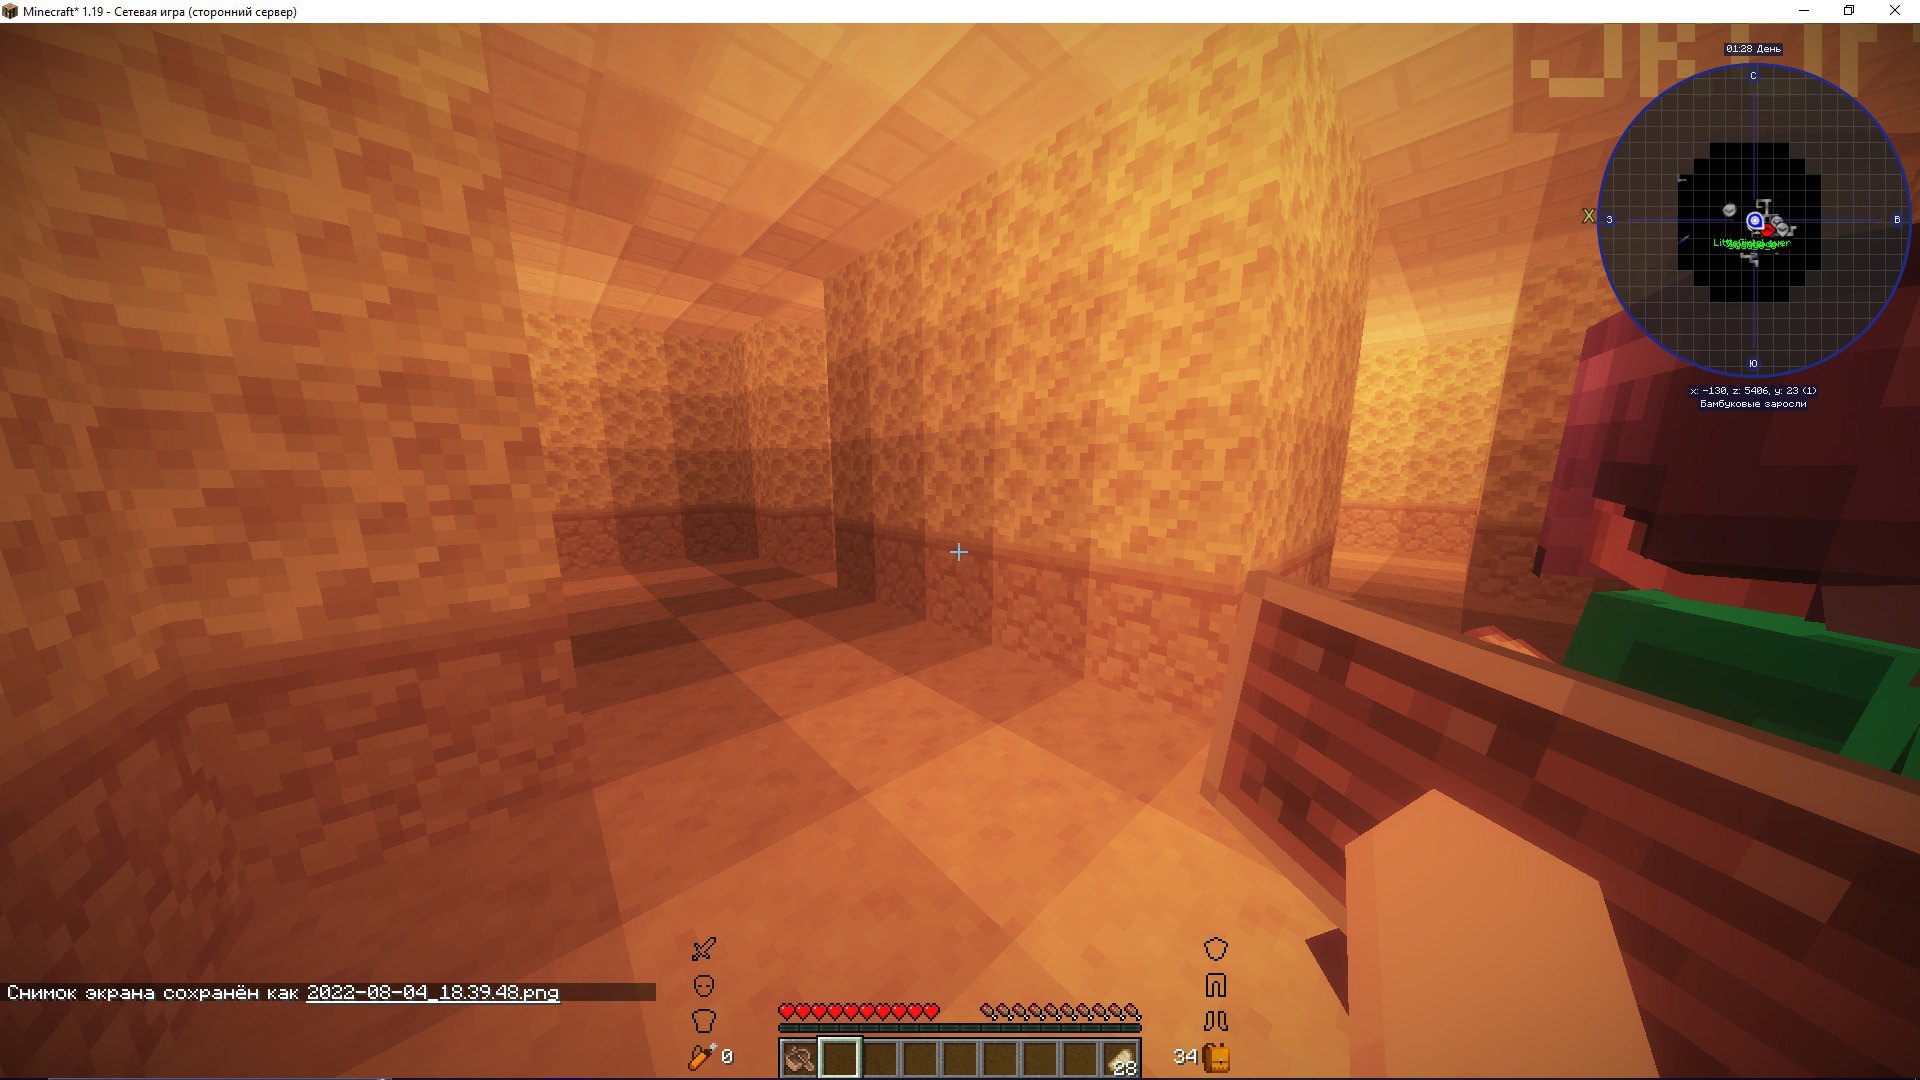 Minecraft* 1.19 - Сетевая игра (сторонний сервер)
01:28 День
С
X
З
В
Ю
x: -130, z: 5406, y: 23 (1)
Бамбуковые заросли
Снимок экрана сохранён как 2022-08-04_18.39.48.png
0
28
34